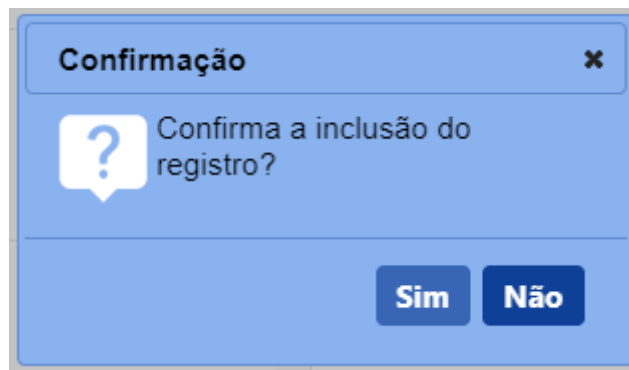 Confirmação
Confirma a inclusão do
registro?
Sim Não